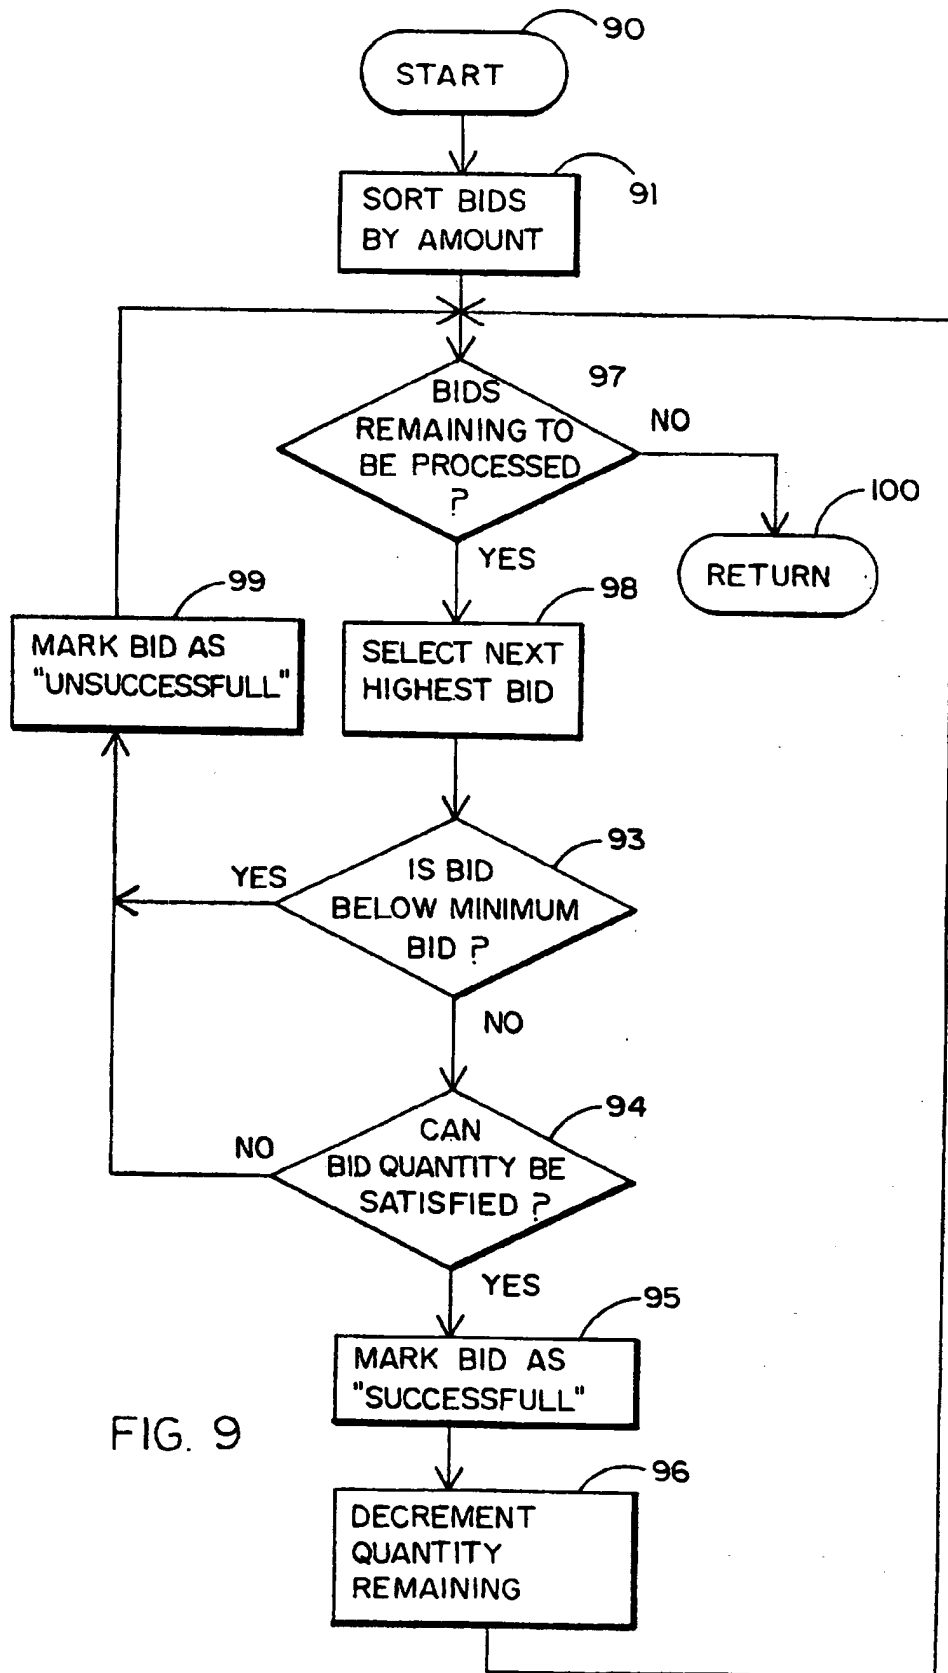 90
START
91
SORT BIDS
BY AMOUNT
97
BIDS
REMAINING TO
BE PROCESSED
?
NO
100
RETURN
YES
99
MARK BID AS
"UNSUCCESSFULL"
98
SELECT NEXT
HIGHEST BID
93
YES
IS BID
BELOW MINIMUM
BID ?
NO
94
NO
CAN
BID QUANTITY BE
SATISFIED ?
YES
95
MARK BID AS
"SUCCESSFULL"
FIG. 9
96
DECREMENT
QUANTITY
REMAINING